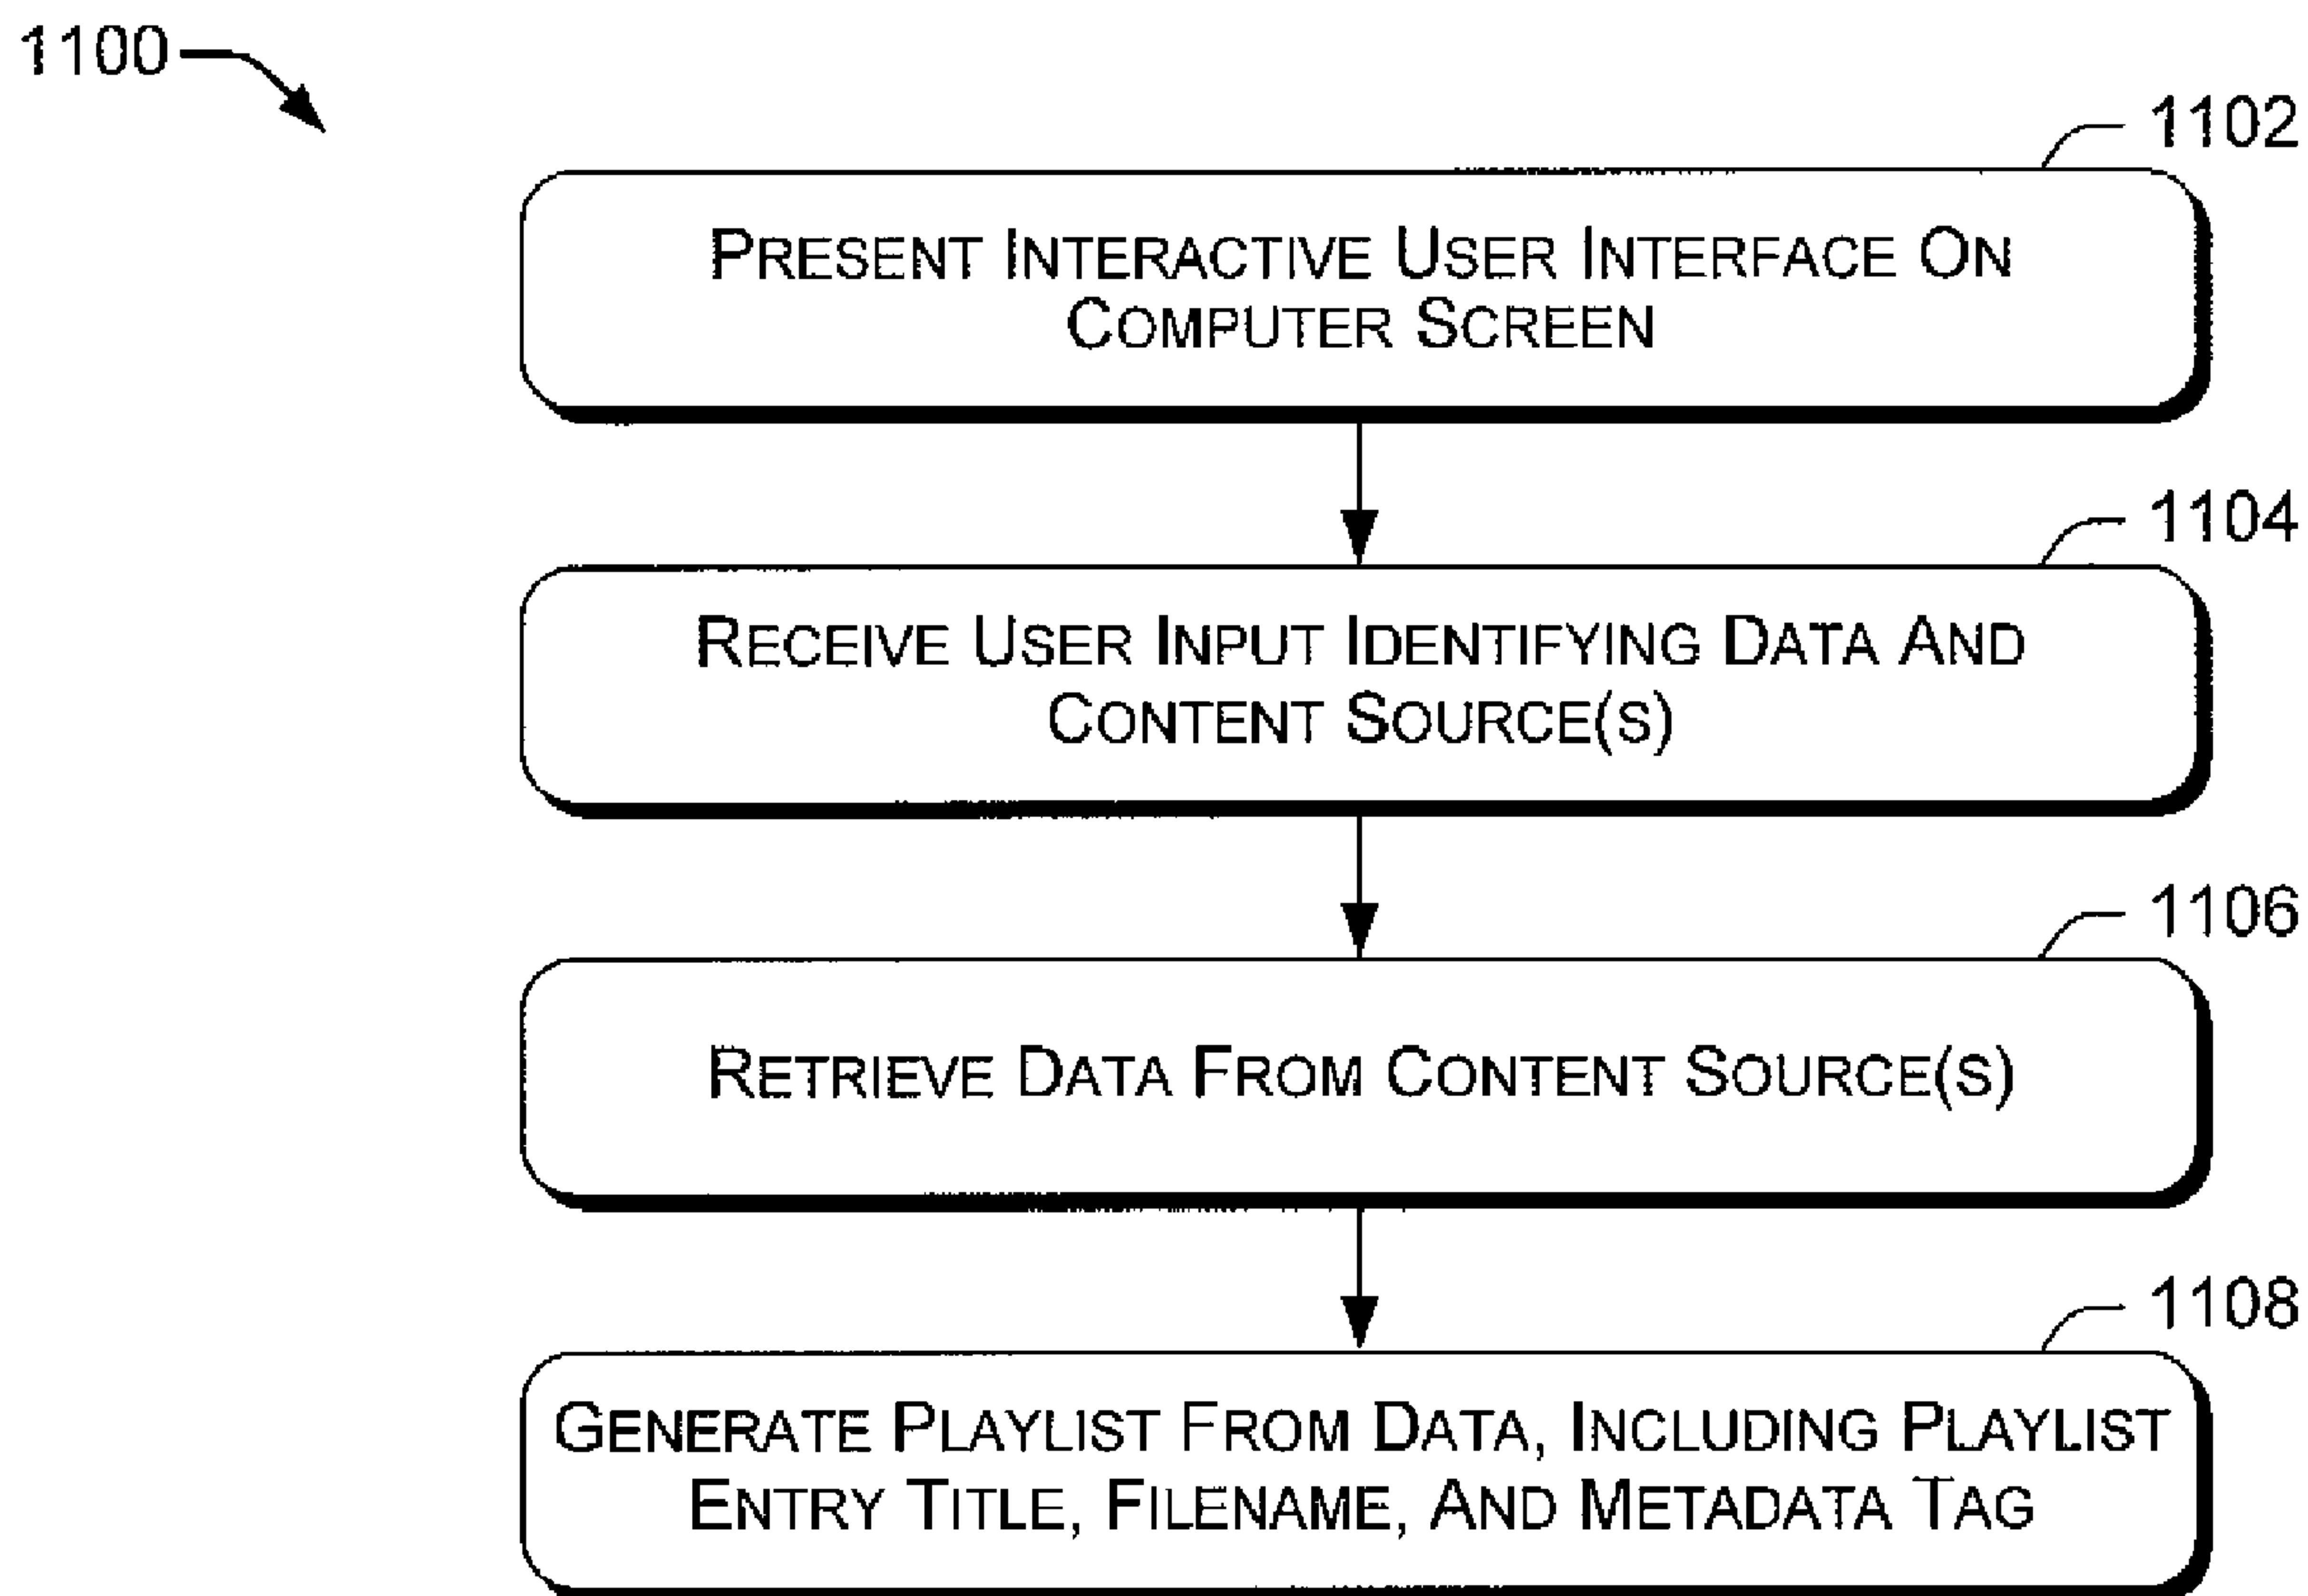 1100
1102
PRESENT INTERACTIVE USER INTERFACE ON
COMPUTER SCREEN
1104
RECEIVE USER INPUT IDENTIFYING DATA AND
CONTENT SOURCE(S)
1106
RETRIEVE DATA FROM CONTENT SOURCE(S)
1108
GENERATE PLAYLIST FROM DATA, INCLUDING PLAYLIST
ENTRY TITLE, FILENAME, AND METADATA TAG